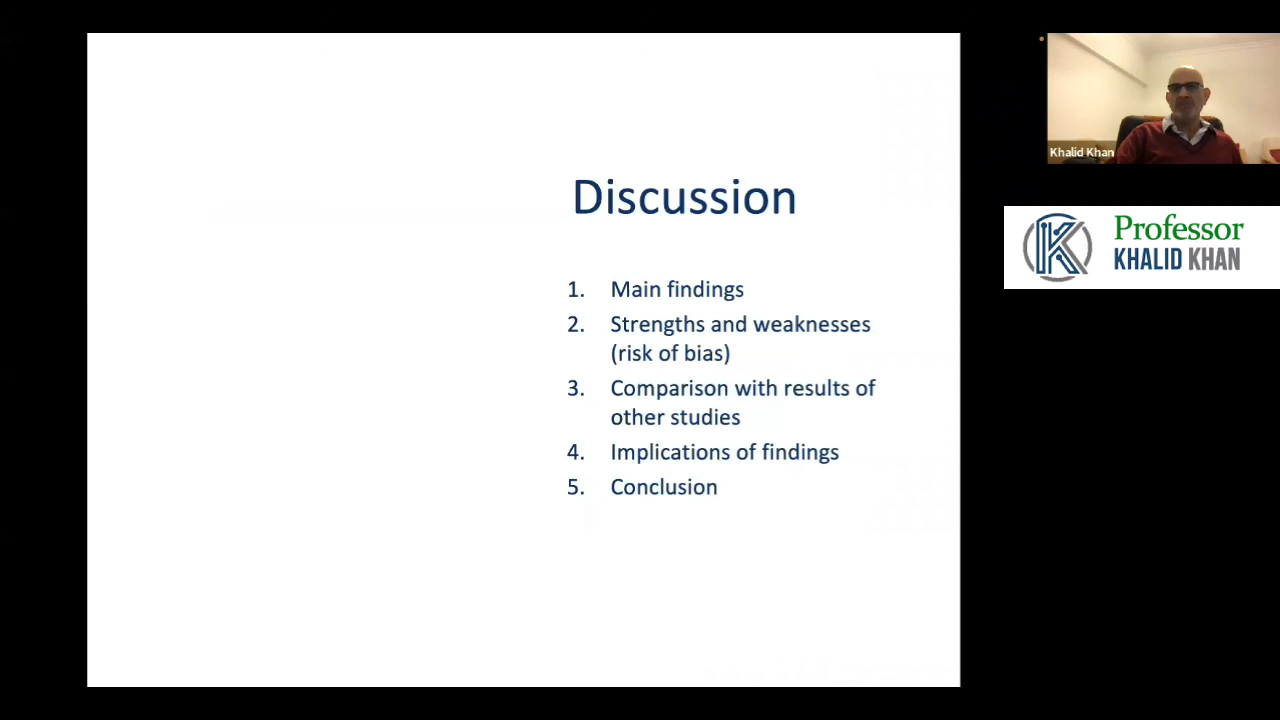 Discussion
1. Main findings
2. Strengths and weaknesses
(risk of bias)
3. Comparison with results of
other studies
4. Implications of findings
5. Conclusion
Khalid Khan
Professor
KHALID KHAN